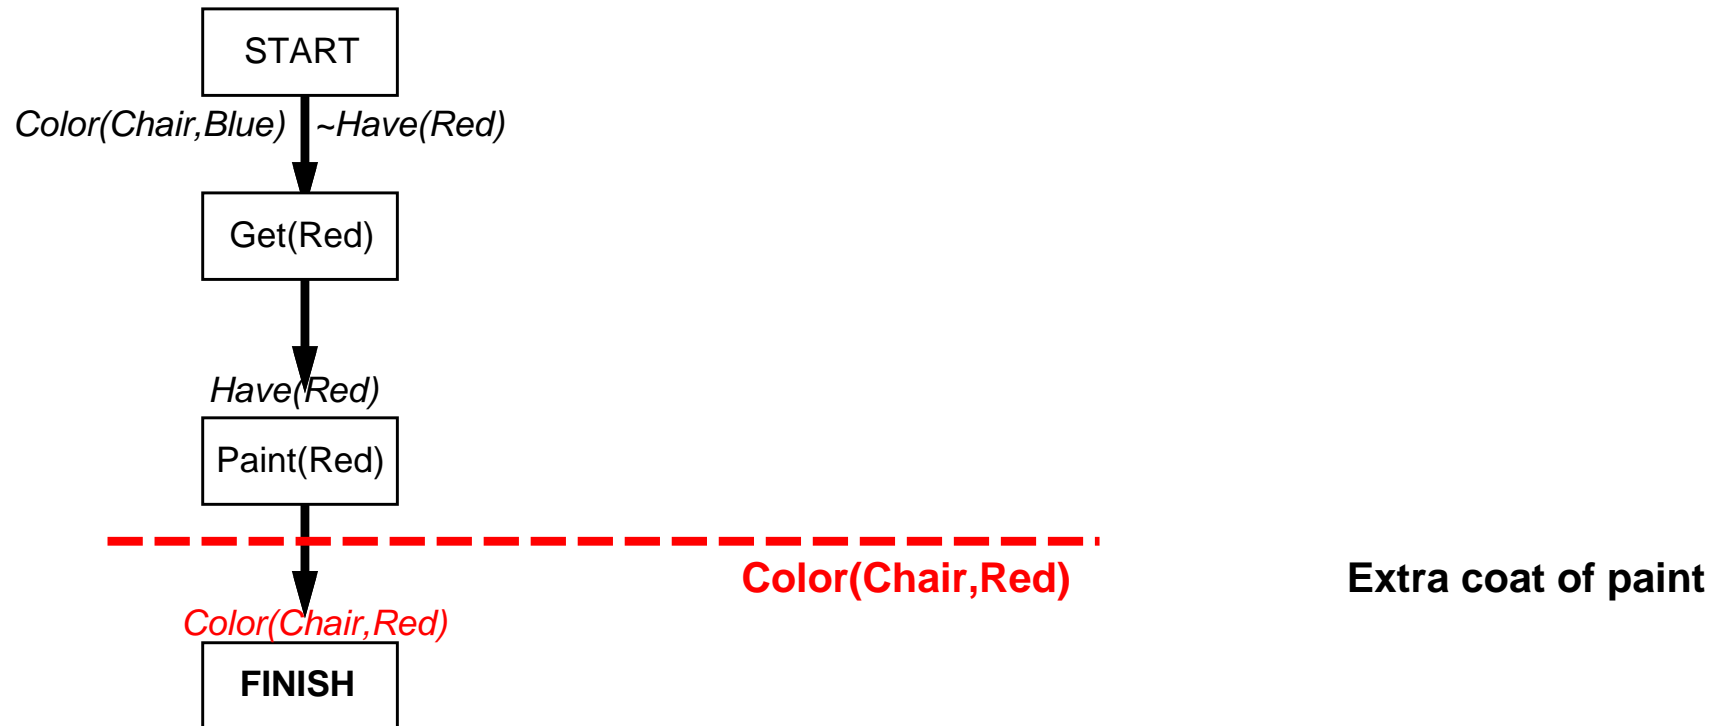 START
Color(Chair,Blue) ~Have(Red)
Get(Red)
Have(Red)
Paint(Red)
Color(Chair,Red) Extra coat of paint
Color(Chair,Red)
FINISH